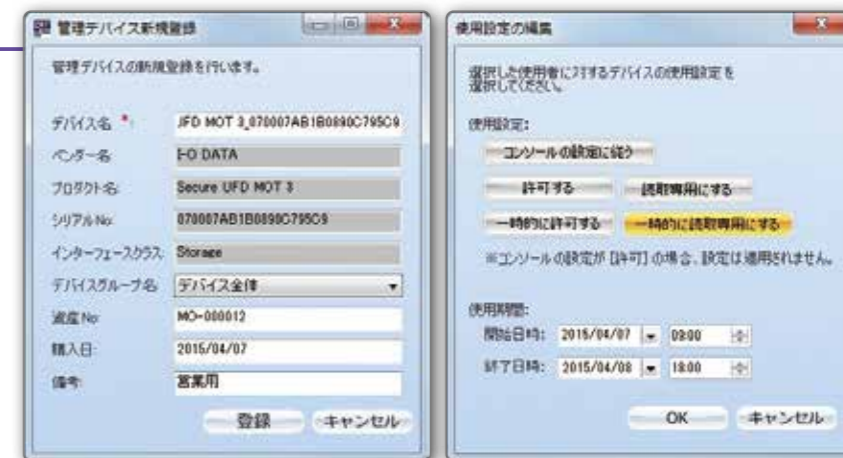 管理デバイス新規登録
管理デバイスの新規登録を行います。
デバイス名 *: JFD MOT 3_070007AB1B0890C795C9
ベンダー名 I-O DATA
プロダクト名: Secure UFD MOT 3
シリアルNo: 070007AB1B0890C795C9
インターフェースクラス Storage
デバイスグループ名 デバイス全体
資産No: MO-000012
購入日: 2015/04/07
備考: 営業用
登録 キャンセル
使用設定の編集
選択した使用者に対するデバイスの使用設定を
選択してください。
使用設定:
コンソールの設定に従う
許可する 読取専用にする
一時的に許可する 一時的に読取専用にする
※コンソールの設定が [許可] の場合、設定は適用されません。
使用期間:
開始日時: 2015/04/07 09:00
終了日時: 2015/04/08 18:00
OK キャンセル